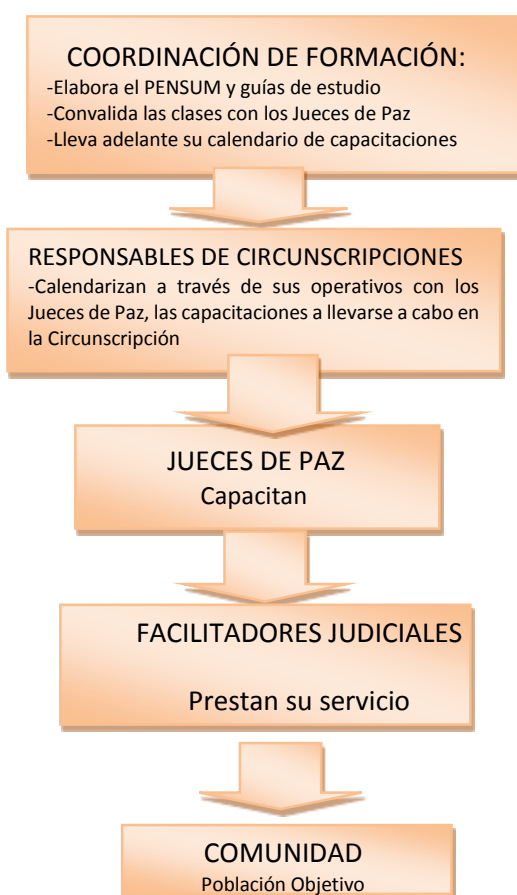 COORDINACIÓN DE FORMACIÓN:
-Elabora el PENSUM y guías de estudio
-Convalida las clases con los Jueces de Paz
-Lleva adelante su calendario de capacitaciones
RESPONSABLES DE CIRCUNSCRIPCIONES
-Calendarizan a través de sus operativos con los
Jueces de Paz, las capacitaciones a llevarse a cabo en
la Circunscripción
JUECES DE PAZ
Capacitan
FACILITADORES JUDICIALES
Prestan su servicio
COMUNIDAD
Población Objetivo